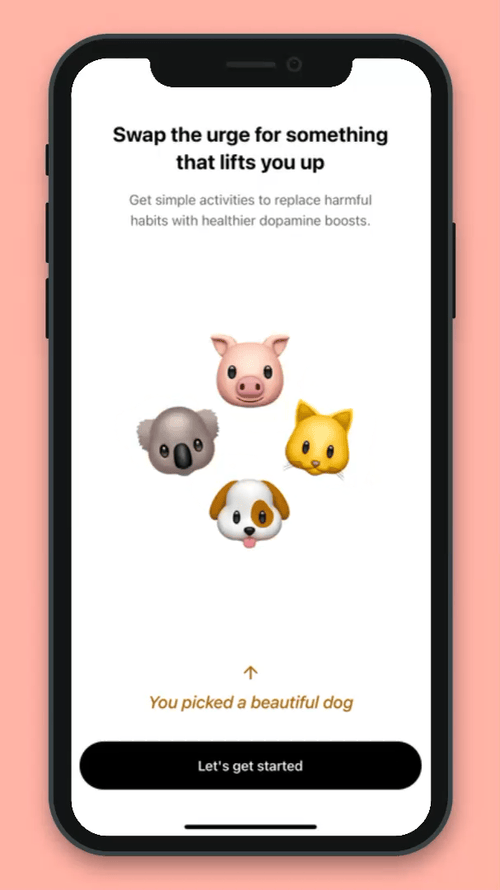 Swap the urge for something
that lifts you up
Get simple activities to replace harmful
habits with healthier dopamine boosts.
You picked a beautiful dog
Let's get started